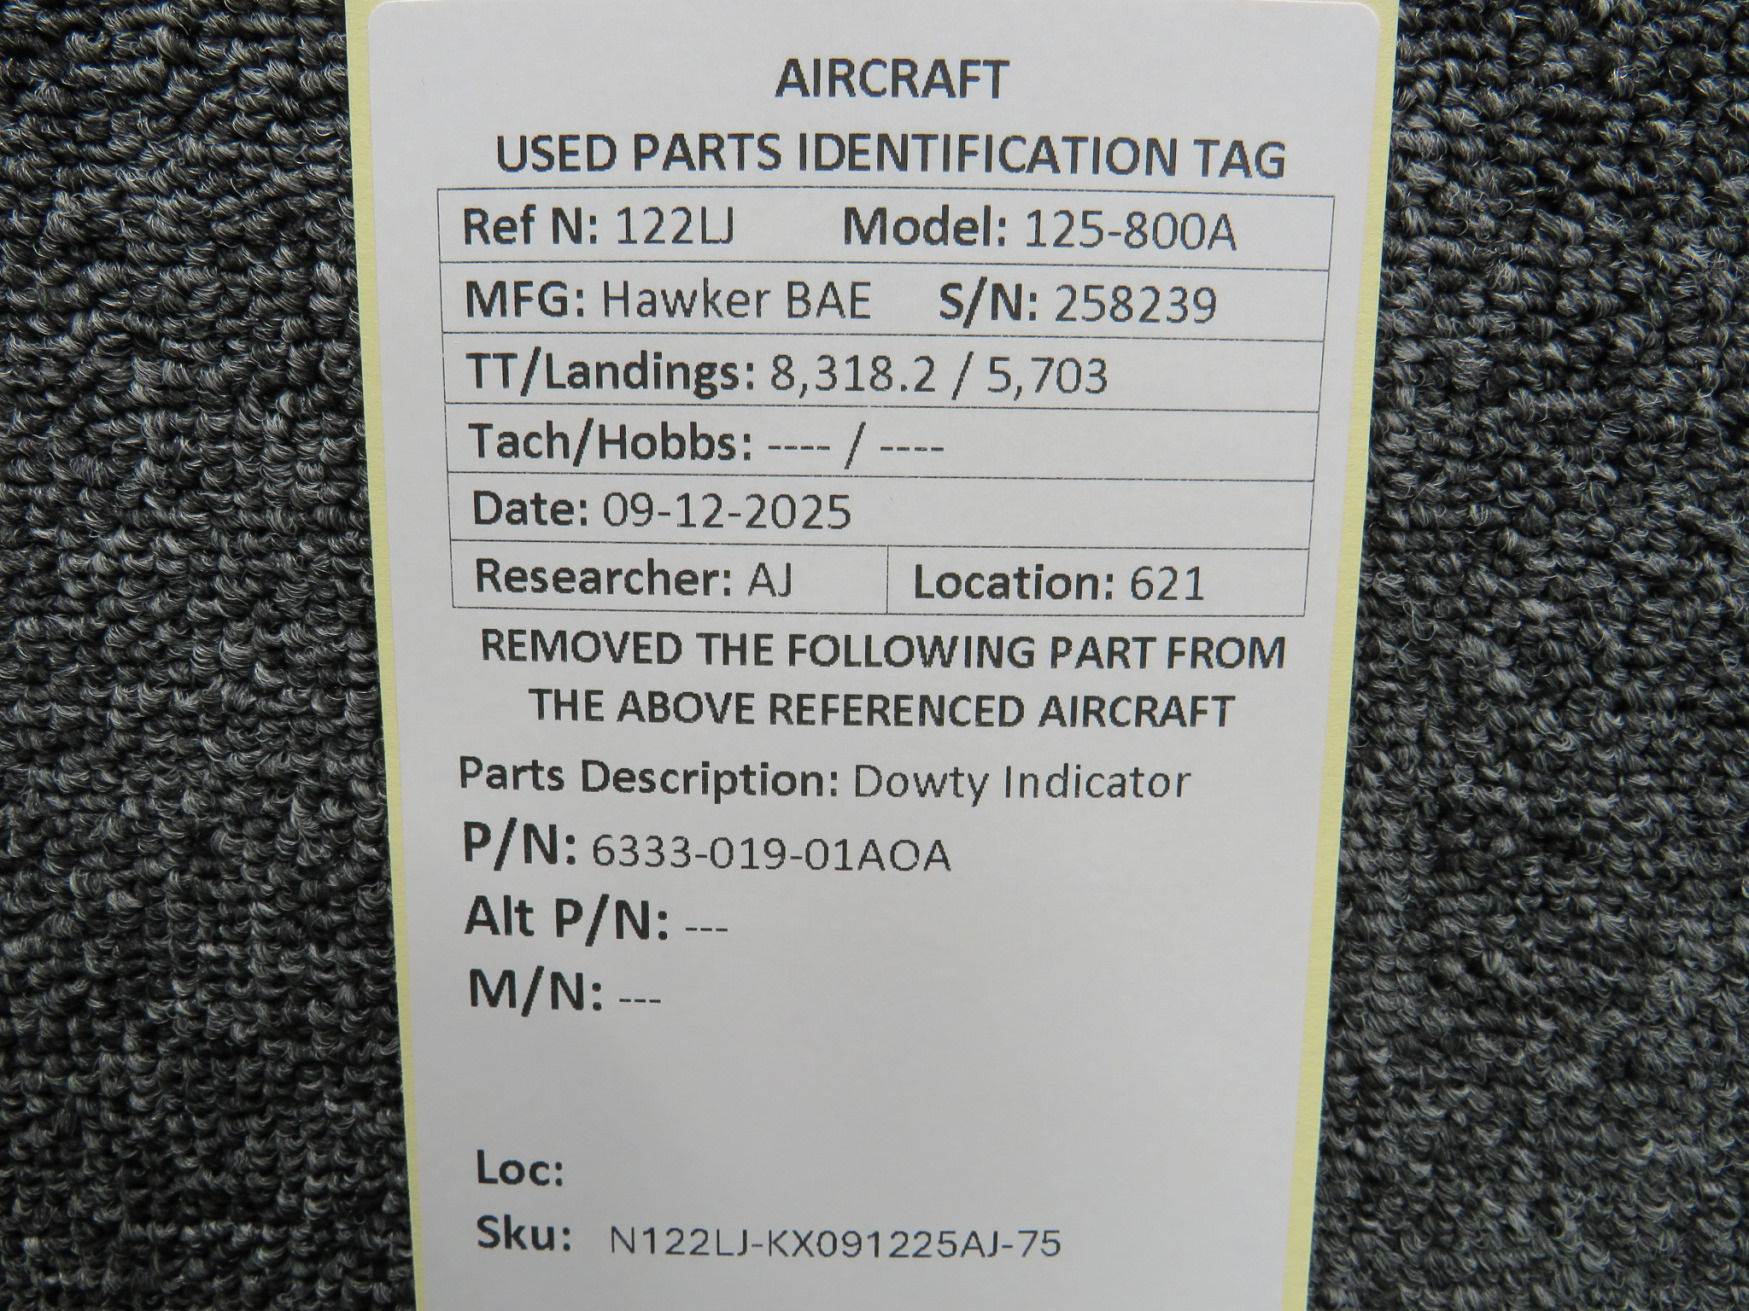 AIRCRAFT
USED PARTS IDENTIFICATION TAG
Ref N: 122LJ Model: 125-800A
MFG: Hawker BAE S/N: 258239
TT/Landings: 8,318.2 / 5,703
Tach/Hobbs: ---- / ----
Date: 09-12-2025
Researcher: AJ Location: 621
REMOVED THE FOLLOWING PART FROM
THE ABOVE REFERENCED AIRCRAFT
Parts Description: Dowty Indicator
P/N: 6333-019-01AOA
Alt P/N: ---
M/N: ---
Loc:
Sku: N122LJ-KX091225AJ-75